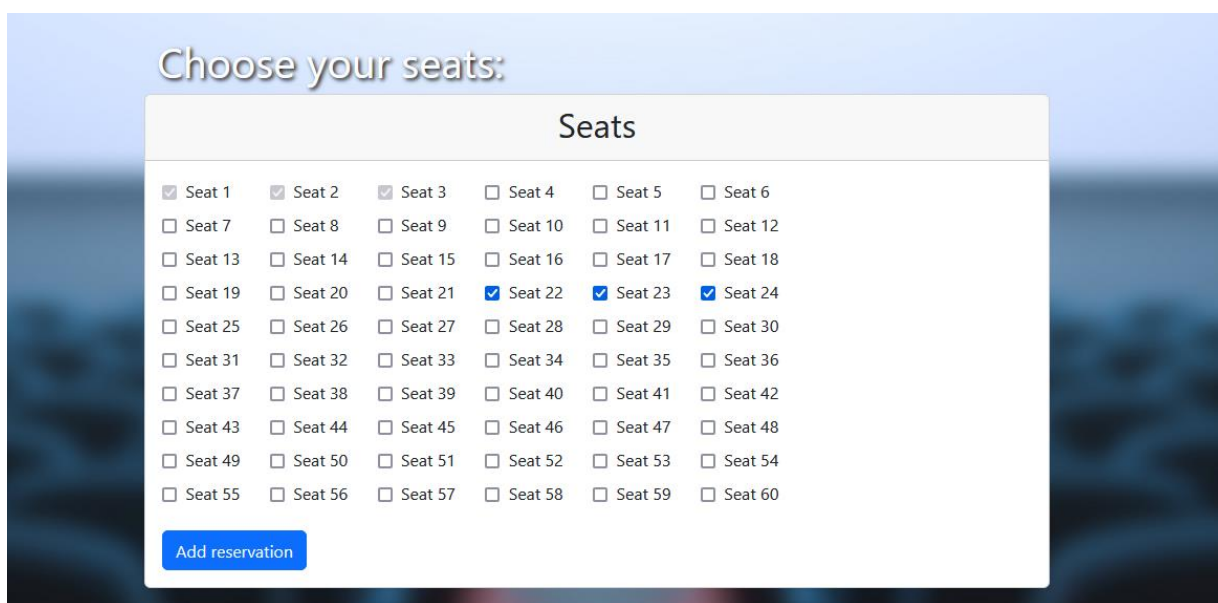 Choose your seats:
Seats
Seat 1 Seat 2 Seat 3 Seat 4 Seat 5 Seat 6
Seat 7 Seat 8 Seat 9 Seat 10 Seat 11 Seat 12
Seat 13 Seat 14 Seat 15 Seat 16 Seat 17 Seat 18
Seat 19 Seat 20 Seat 21 Seat 22 Seat 23 Seat 24
Seat 25 Seat 26 Seat 27 Seat 28 Seat 29 Seat 30
Seat 31 Seat 32 Seat 33 Seat 34 Seat 35 Seat 36
Seat 37 Seat 38 Seat 39 Seat 40 Seat 41 Seat 42
Seat 43 Seat 44 Seat 45 Seat 46 Seat 47 Seat 48
Seat 49 Seat 50 Seat 51 Seat 52 Seat 53 Seat 54
Seat 55 Seat 56 Seat 57 Seat 58 Seat 59 Seat 60
Add reservation